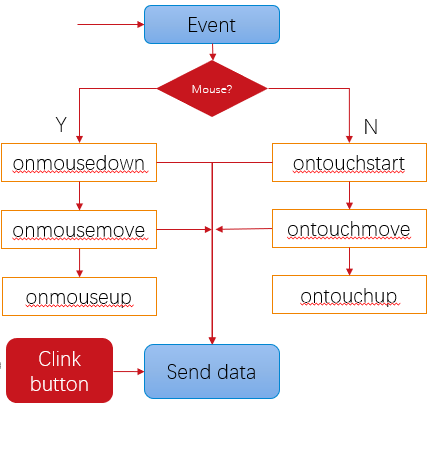 Event
Mouse?
Y
N
onmousedown
ontouchstart
onmousemove
ontouchmove
onmouseup
ontouchup
Clink
button
Send data